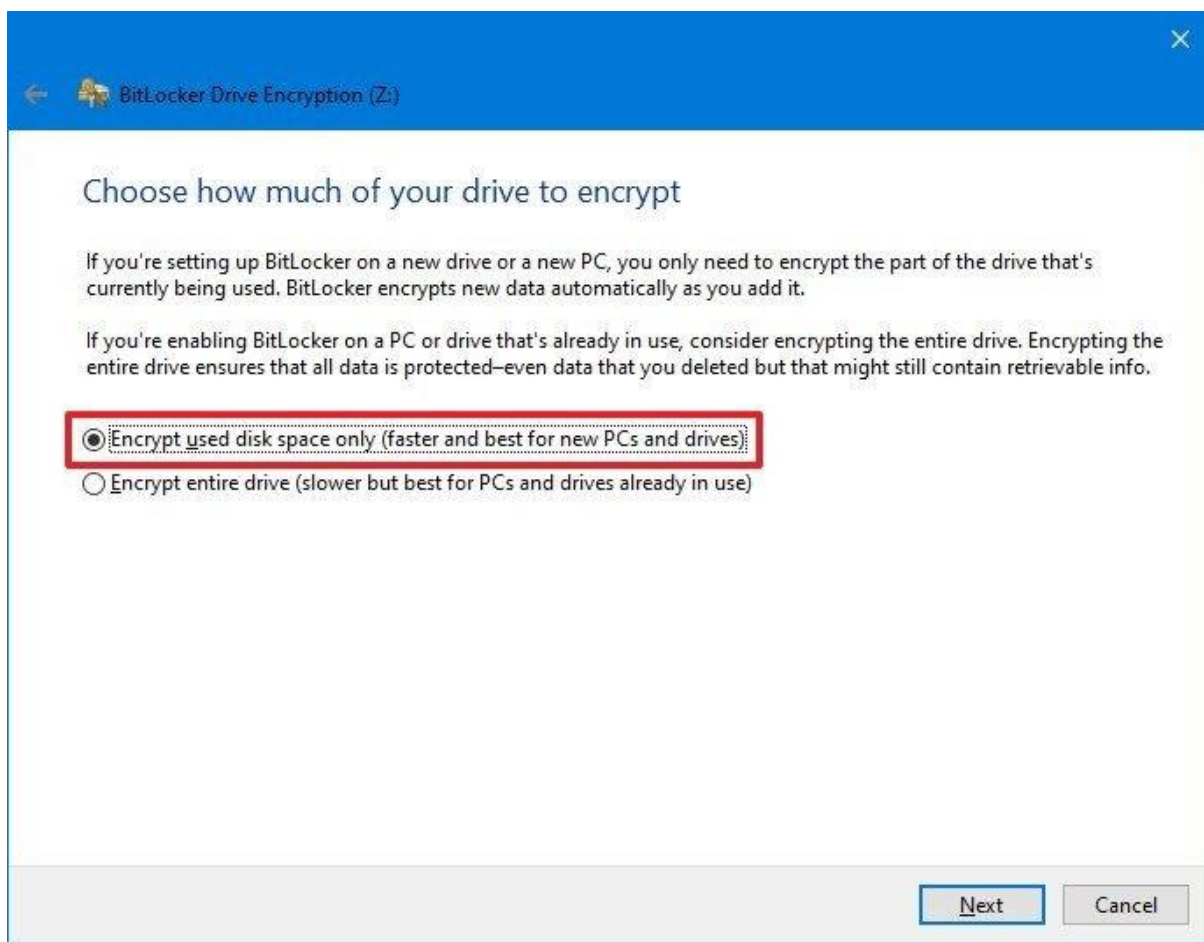 BitLocker Drive Encryption (Z:)
Choose how much of your drive to encrypt
If you're setting up BitLocker on a new drive or a new PC, you only need to encrypt the part of the drive that's
currently being used. BitLocker encrypts new data automatically as you add it.
If you're enabling BitLocker on a PC or drive that's already in use, consider encrypting the entire drive. Encrypting the
entire drive ensures that all data is protected–even data that you deleted but that might still contain retrievable info.
Encrypt used disk space only (faster and best for new PCs and drives)
Encrypt entire drive (slower but best for PCs and drives already in use)
Next Cancel